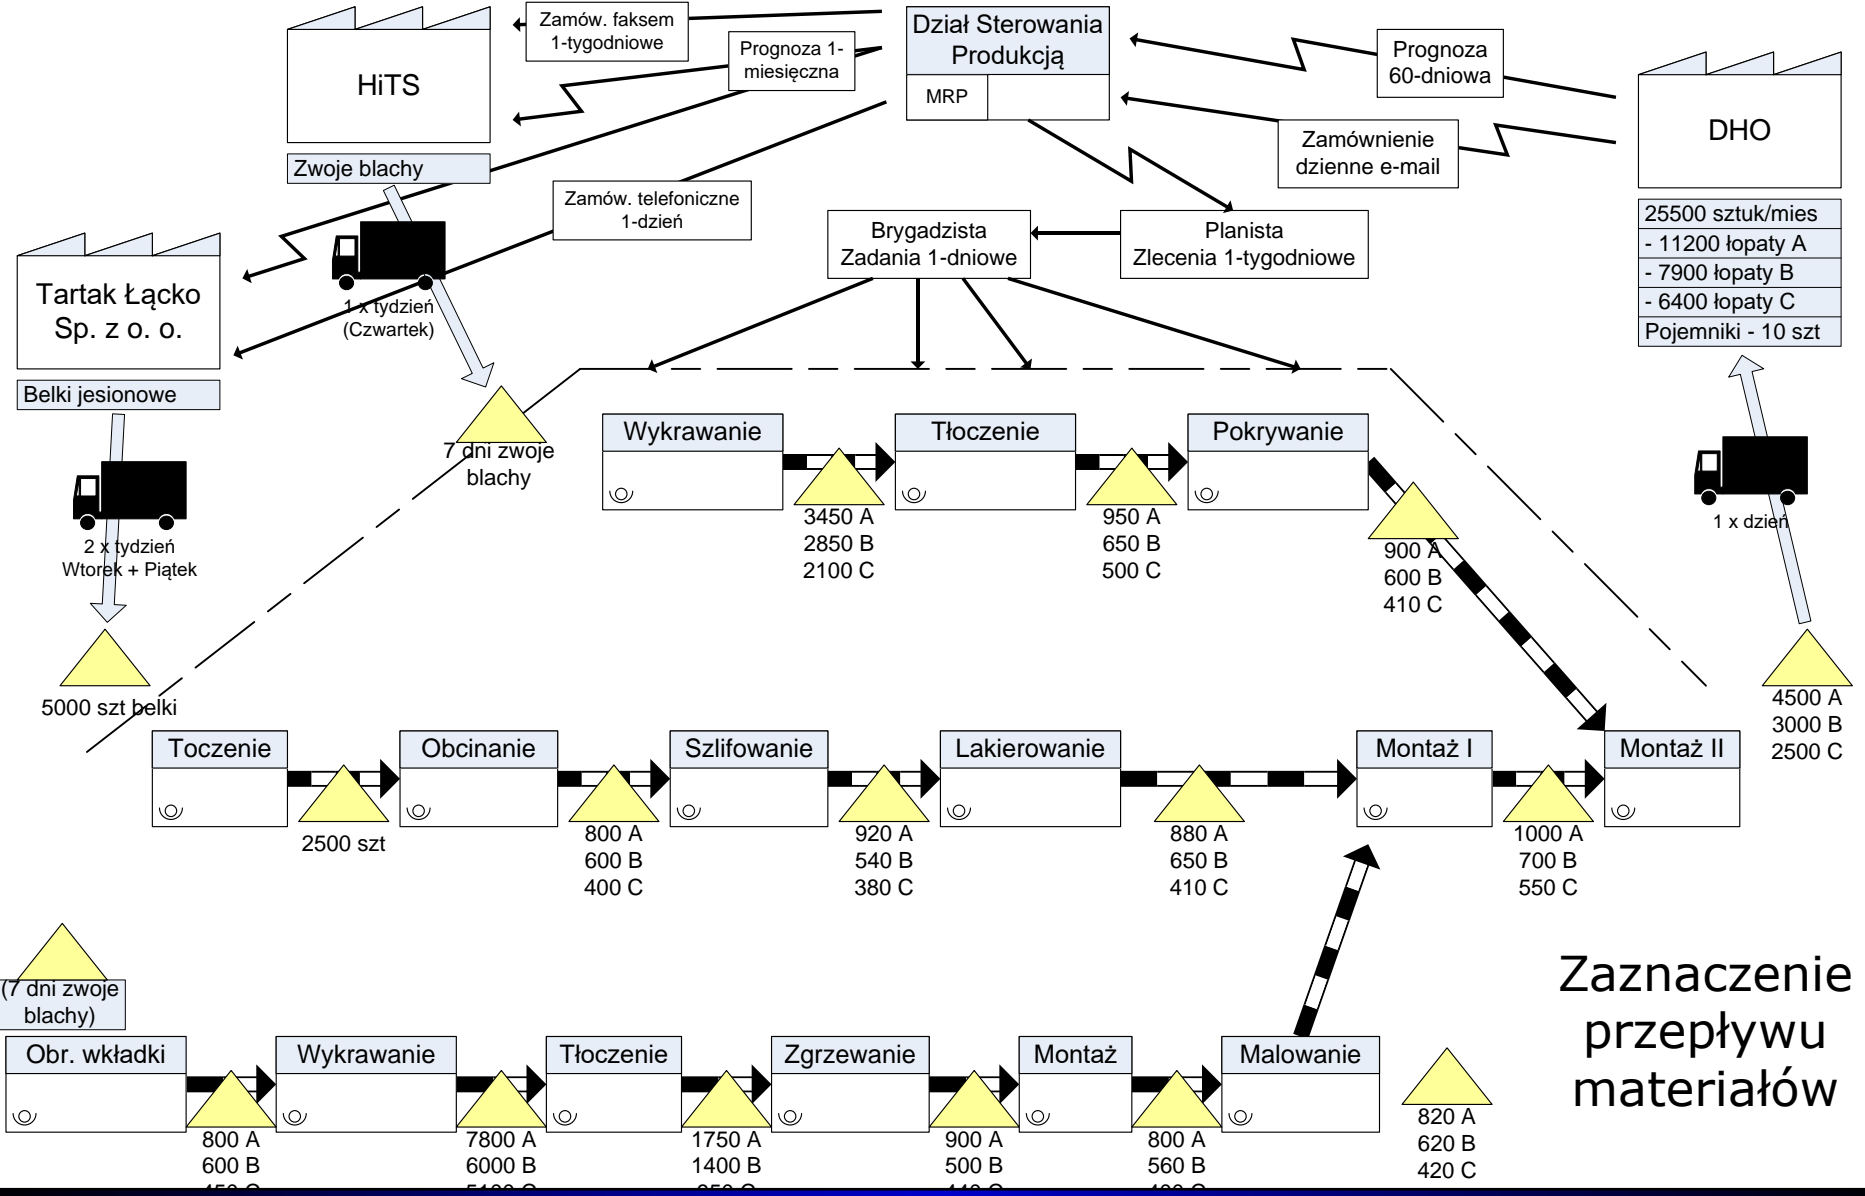 Zamów. faksem
1-tygodniowe
Prognoza 1-
miesięczna
Dział Sterowania
Produkcją
MRP
Prognoza
60-dniowa
Zamównienie
dzienne e-mail
HiTS
Zwoje blachy
DHO
25500 sztuk/mies
- 11200 łopaty A
- 7900 łopaty B
- 6400 łopaty C
Pojemniki - 10 szt
Zamów. telefoniczne
1-dzień
Brygadzista
Zadania 1-dniowe
Planista
Zlecenia 1-tygodniowe
Tartak Łącko
Sp. z o. o.
Belki jesionowe
1 x tydzień
(Czwartek)
2 x tydzień
Wtorek + Piątek
1 x dzień
7 dni zwoje
blachy
5000 szt belki
Wykrawanie
3450 A
2850 B
2100 C
Tłoczenie
950 A
650 B
500 C
Pokrywanie
900 A
600 B
410 C
4500 A
3000 B
2500 C
Toczenie
2500 szt
Obcinanie
800 A
600 B
400 C
Szlifowanie
920 A
540 B
380 C
Lakierowanie
880 A
650 B
410 C
Montaż I
1000 A
700 B
550 C
Montaż II
(7 dni zwoje
blachy)
Obr. wkładki
800 A
600 B
Wykrawanie
7800 A
6000 B
Tłoczenie
1750 A
1400 B
Zgrzewanie
900 A
500 B
Montaż
800 A
560 B
Malowanie
820 A
620 B
420 C
Zaznaczenie
przepływu
materiałów